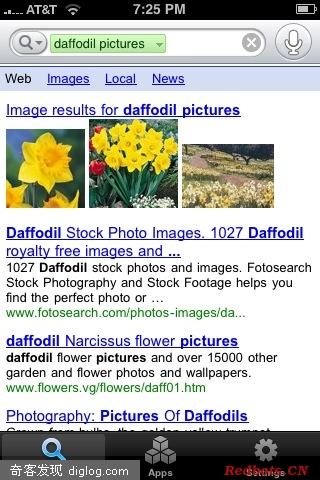 AT&T 7:25 PM
daffodil pictures
Web Images Local News
Image results for daffodil pictures
Daffodil Stock Photo Images. 1027 Daffodil
royalty free images and ...
1027 Daffodil stock photos and images. Fotosearch
Stock Photography and Stock Footage helps you
find the perfect photo or …
www.fotosearch.com/photos-images/da...
daffodil Narcissus flower pictures
daffodil flower pictures and over 15000 other
garden and flower photos and wallpapers.
www.flowers.vg/flowers/daff01.htm
Photography: Pictures Of Daffodils
Grown from bulbs, the golden yellow trumpet
奇客发现 diglog.com Apps Settings
Redbots.CN